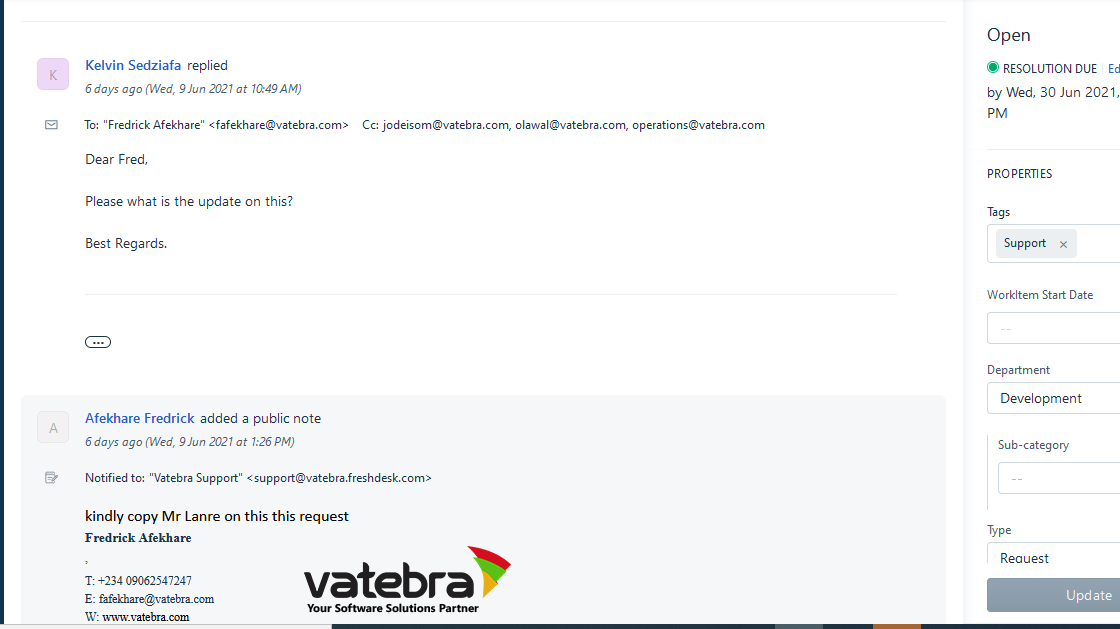 K
Kelvin Sedziafa replied
6 days ago (Wed, 9 Jun 2021 at 10:49 AM)
To: "Fredrick Afekhare" <fafekhare@vatebra.com> Cc: jodeisom@vatebra.com, olawal@vatebra.com, operations@vatebra.com
Dear Fred,
Please what is the update on this?
Best Regards.
...
A
Afekhare Fredrick added a public note
6 days ago (Wed, 9 Jun 2021 at 1:26 PM)
Notified to: "Vatebra Support" <support@vatebra.freshdesk.com>
kindly copy Mr Lanre on this this request
Fredrick Afekhare
,
T: +234 09062547247
E: fafekhare@vatebra.com
W: www.vatebra.com
vatebra
Your Software Solutions Partner
Open
RESOLUTION DUE Ed
by Wed, 30 Jun 2021,
PM
PROPERTIES
Tags
Support ×
WorkItem Start Date
--
Department
Development
Sub-category
--
Type
Request
Update